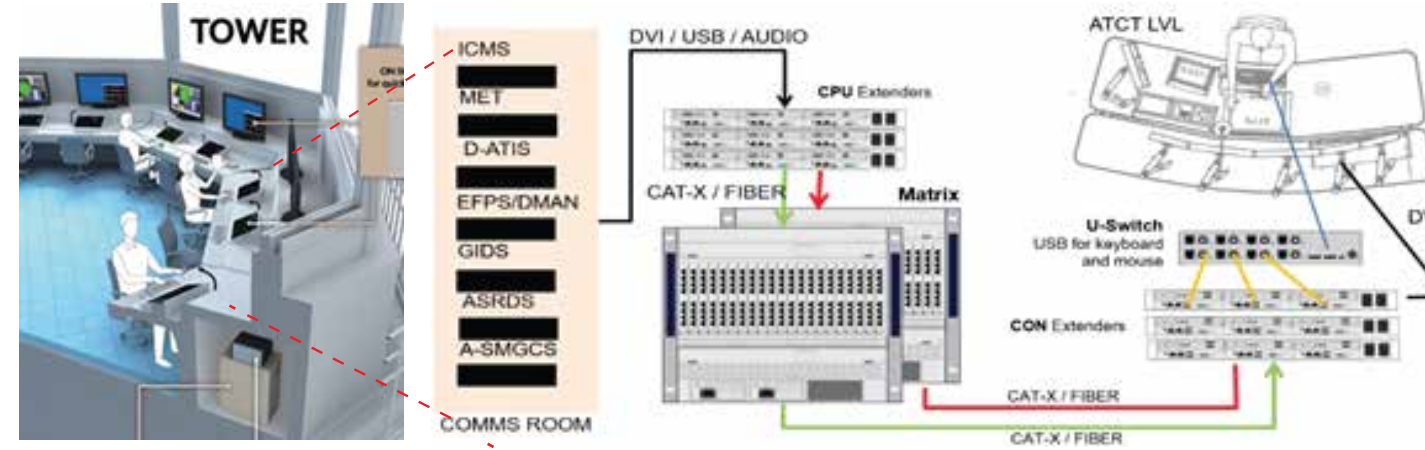 TOWER
ICMS
MET
D-ATIS
EFPS/DMAN
GIDS
ASRDS
A-SMGCS
COMMS ROOM
DVI / USB / AUDIO
CPU Extenders
CAT-X / FIBER
Matrix
ATCT LVL
U-Switch
USB for keyboard
and mouse
CON Extenders
CAT-X / FIBER
CAT-X / FIBER